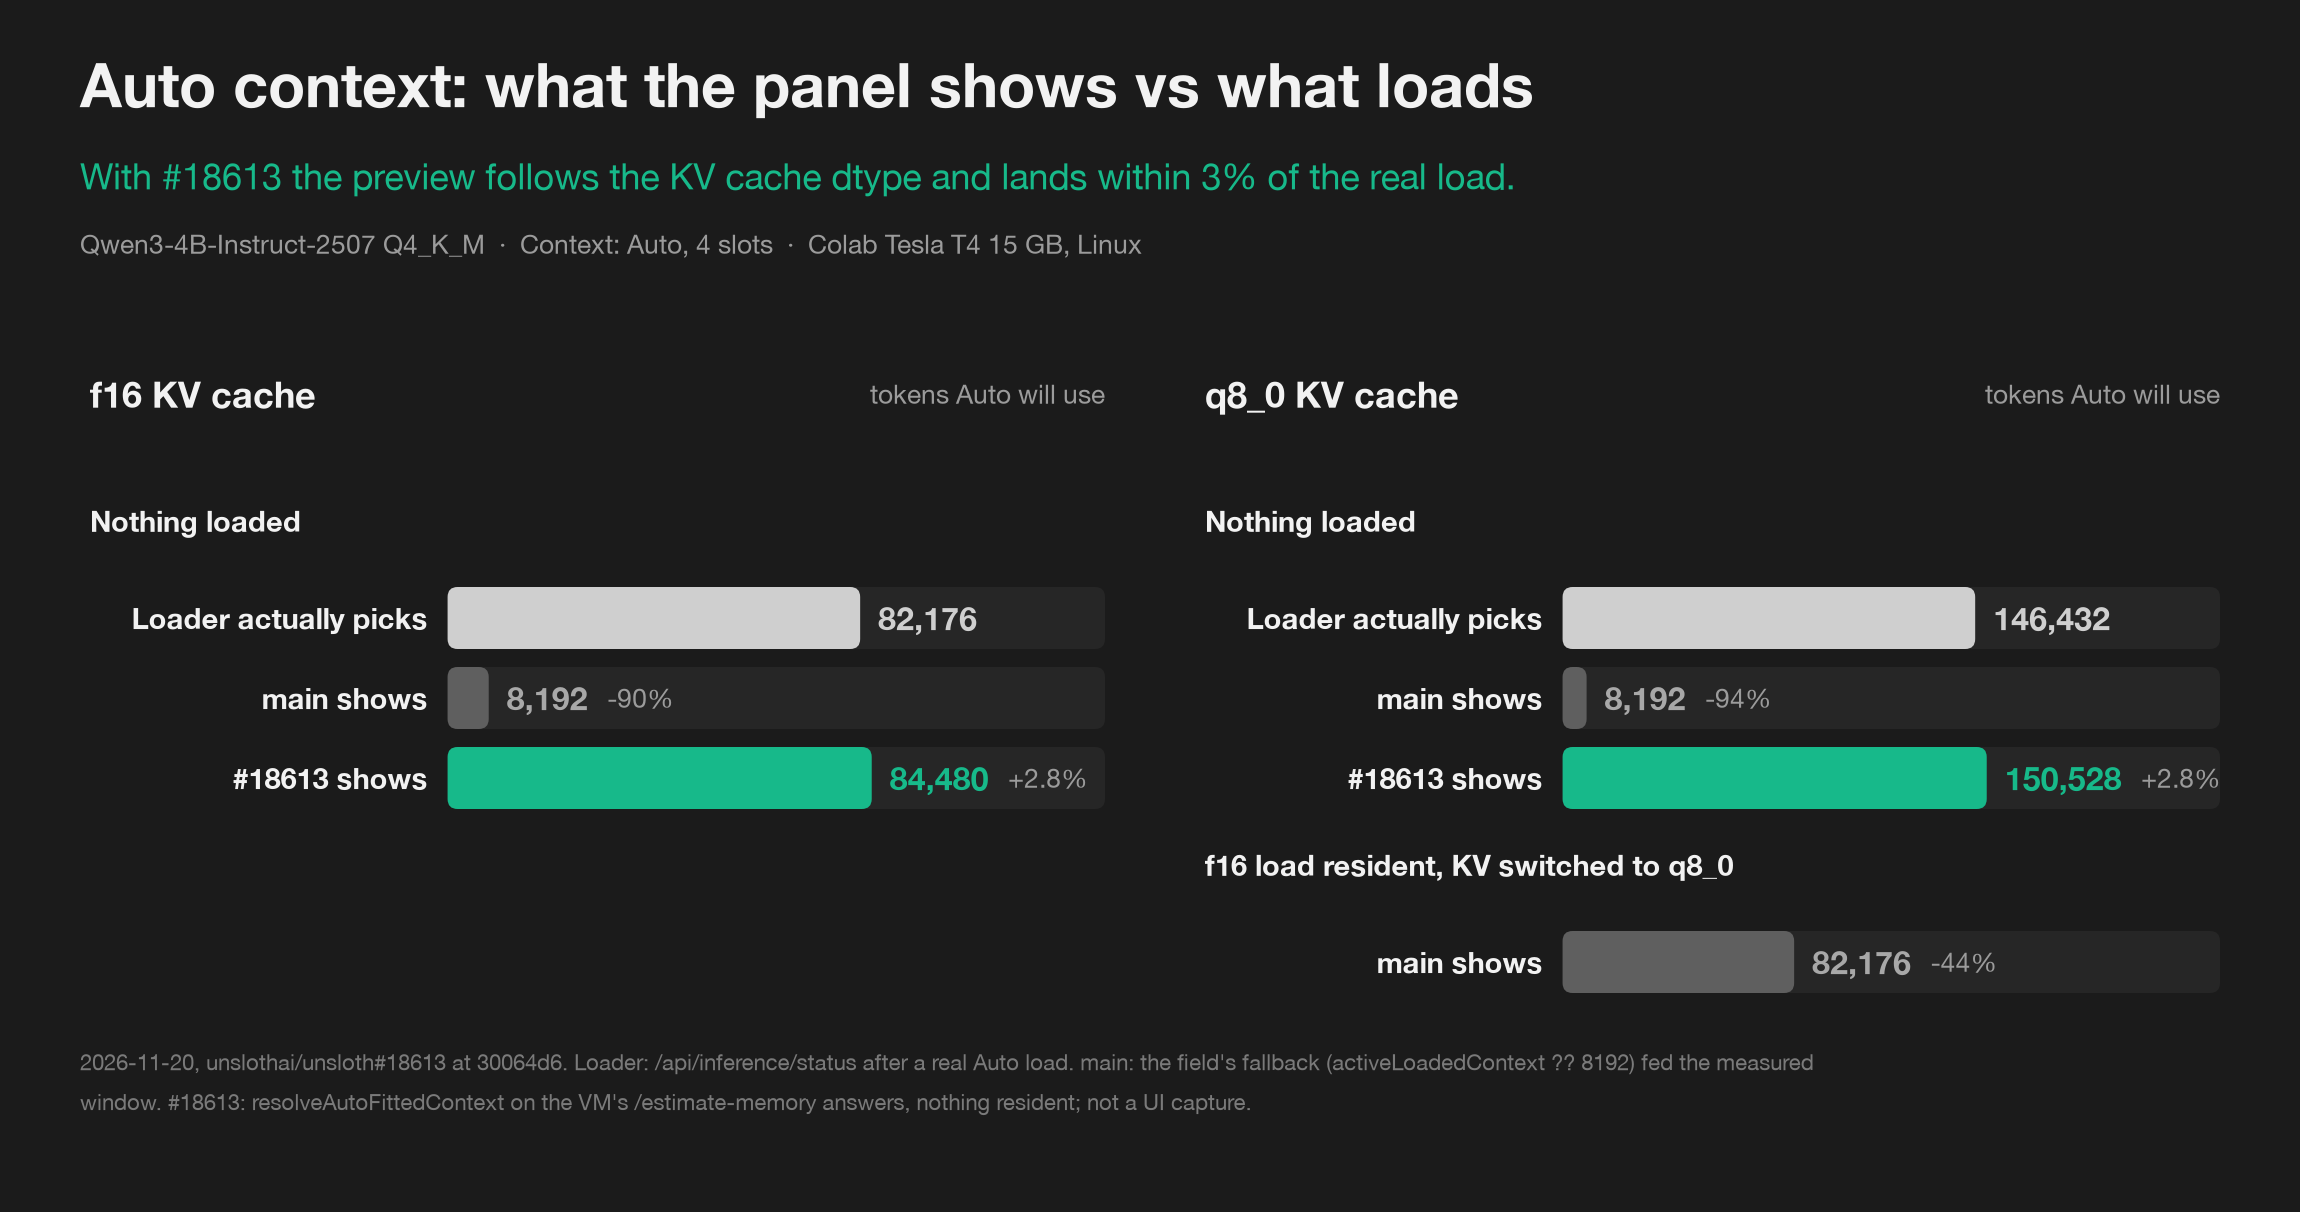 Auto context: what the panel shows vs what loads
With #18613 the preview follows the KV cache dtype and lands within 3% of the real load.
Qwen3-4B-Instruct-2507 Q4_K_M · Context: Auto, 4 slots · Colab Tesla T4 15 GB, Linux
f16 KV cache
tokens Auto will use
Nothing loaded
Loader actually picks 82,176
main shows 8,192 -90%
#18613 shows 84,480 +2.8%
q8_0 KV cache
tokens Auto will use
Nothing loaded
Loader actually picks 146,432
main shows 8,192 -94%
#18613 shows 150,528 +2.8%
f16 load resident, KV switched to q8_0
main shows 82,176 -44%
2026-11-20, unslothai/unsloth#18613 at 30064d6. Loader: /api/inference/status after a real Auto load. main: the field's fallback (activeLoadedContext ?? 8192) fed the measured
window. #18613: resolveAutoFittedContext on the VM's /estimate-memory answers, nothing resident; not a UI capture.